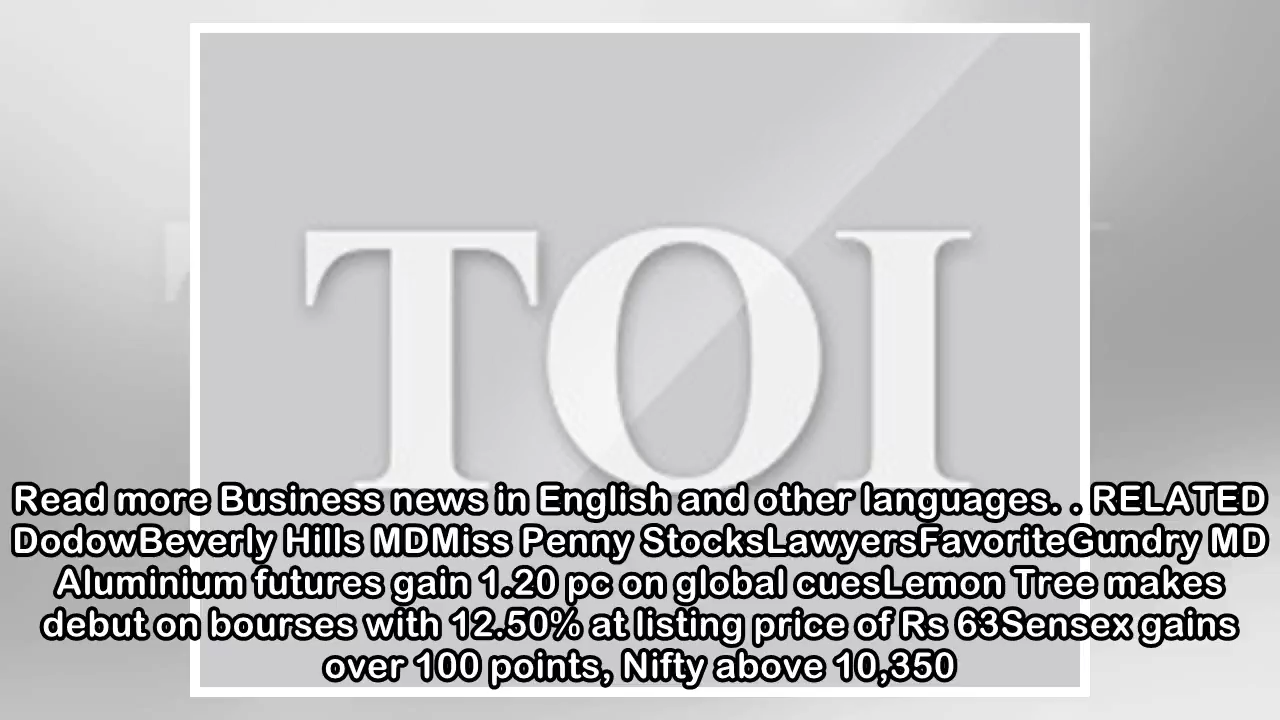 TOI
Read more Business news in English and other languages. . RELATED
DodowBeverly Hills MDMiss Penny StocksLawyersFavoriteGundry MD
Aluminium futures gain 1.20 pc on global cuesLemon Tree makes
debut on bourses with 12.50% at listing price of Rs 63Sensex gains
over 100 points, Nifty above 10,350